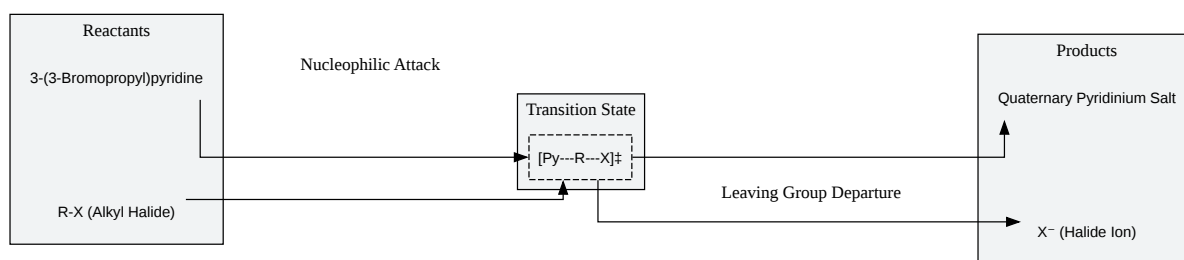 Reactants
3-(3-Bromopropyl)pyridine
R-X (Alkyl Halide)
Nucleophilic Attack
Transition State
[Py---R---X]‡
Leaving Group Departure
Products
Quaternary Pyridinium Salt
X⁻ (Halide Ion)